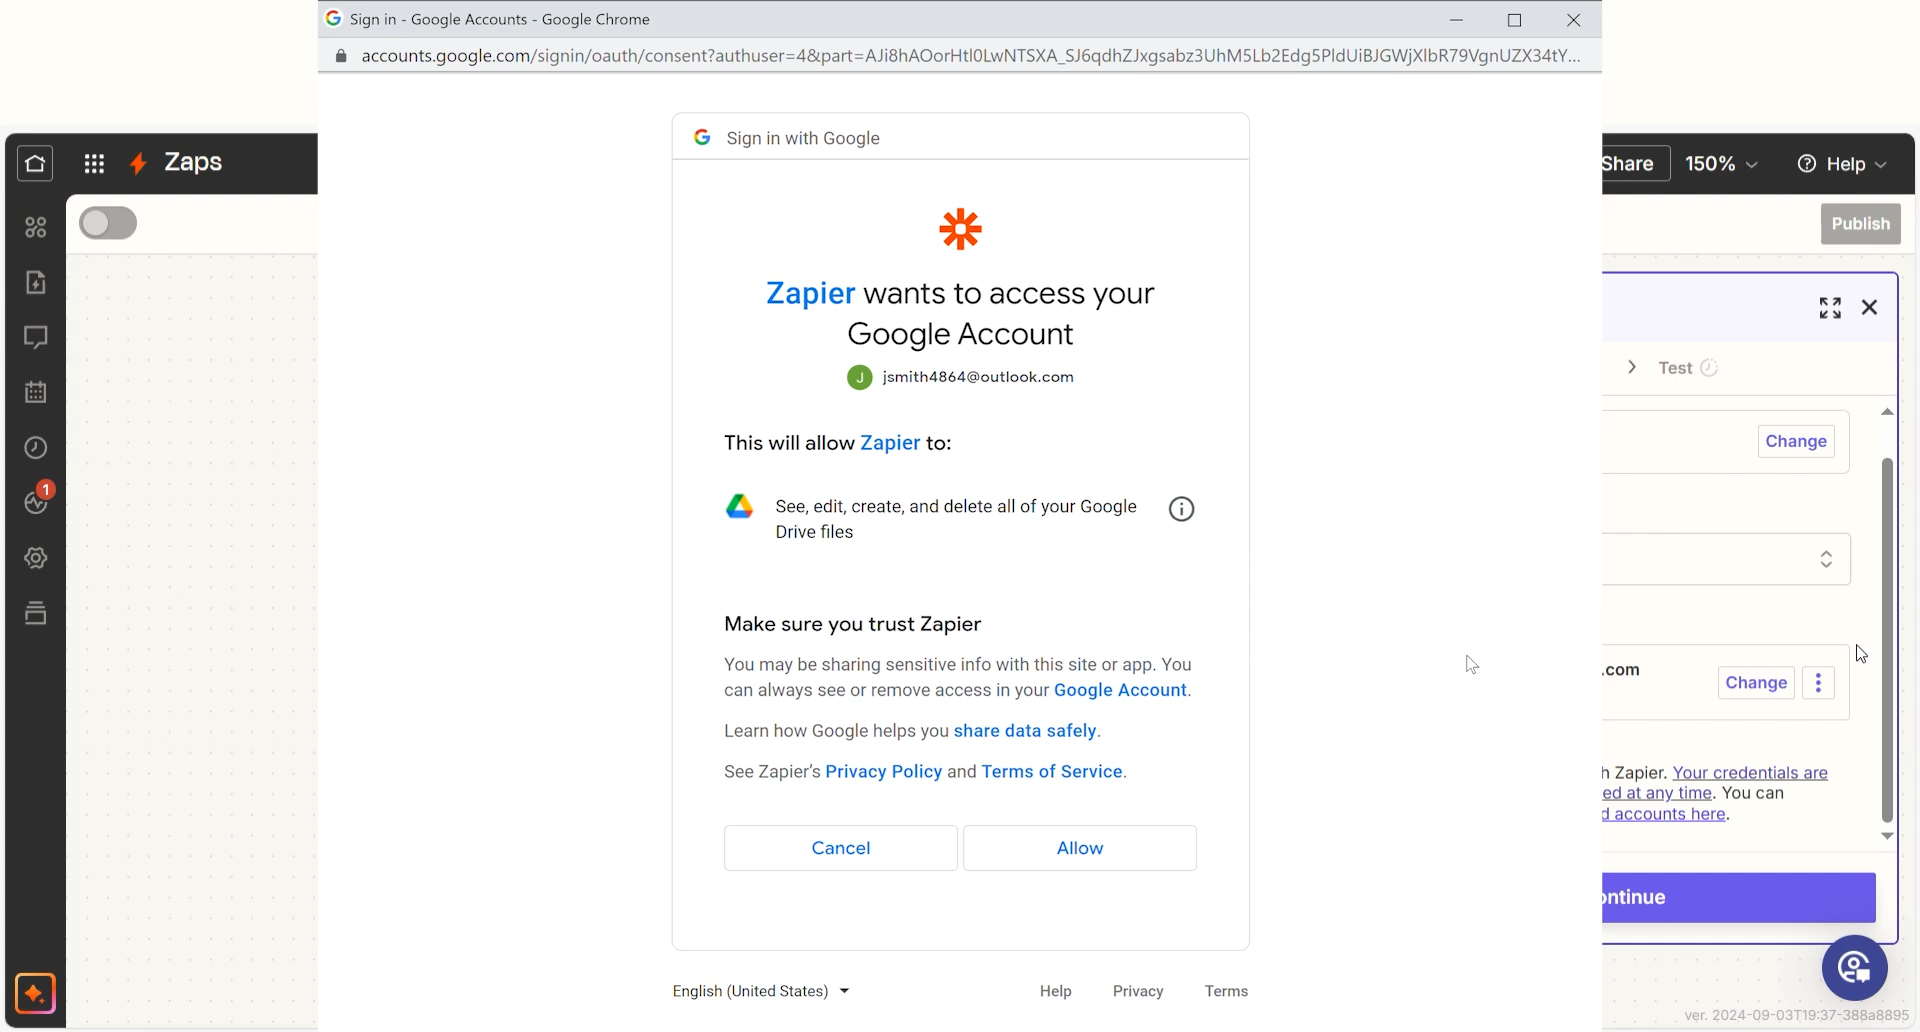 Sign in - Google Accounts - Google Chrome
accounts.google.com/signin/oauth/consent?authuser=4&part=AJi8hAOorHtl0LwNTSXA_SJ6qdhZJxgsabz3UhM5Lb2Edg5PldUiBJGWjXlbR79VgnUZX34tY...
Zaps
Share
150%
Help
Publish
Sign in with Google
Zapier wants to access your
Google Account
J
jsmith4864@outlook.com
This will allow Zapier to:
See, edit, create, and delete all of your Google
Drive files
Make sure you trust Zapier
You may be sharing sensitive info with this site or app. You
can always see or remove access in your Google Account.
Learn how Google helps you share data safely.
See Zapier's Privacy Policy and Terms of Service.
Cancel
Allow
English (United States)
Help
Privacy
Terms
1
Test
Change
.com
Change
h Zapier. Your credentials are
ed at any time. You can
d accounts here.
ontinue
ver. 2024-09-03T19:37-388a8895